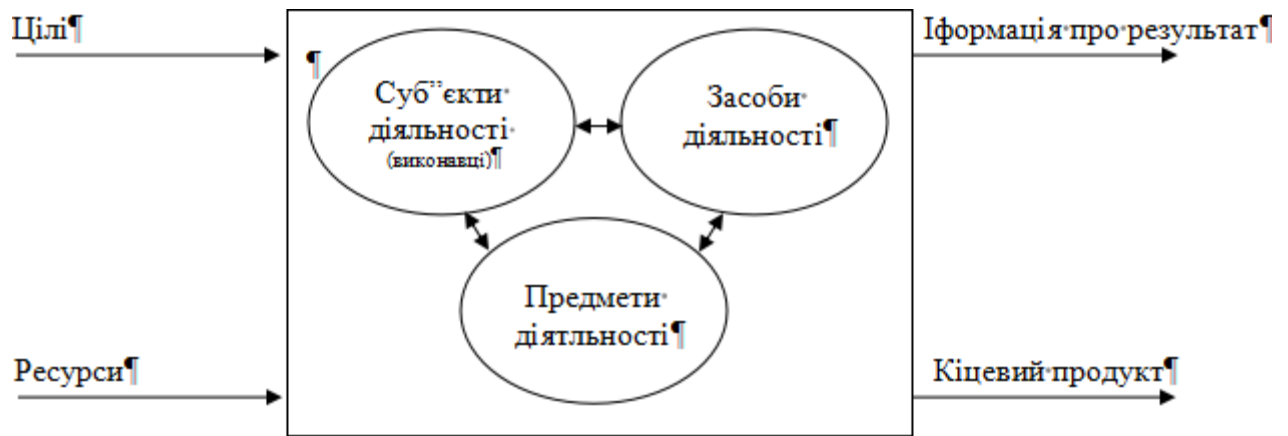 Цілі¶
Іформація·про·результат¶
¶
Суб”єкти·
діяльності·
(виконавці)¶
Засоби·
діяльності¶
Предмети·
діятльності¶
Ресурси¶
Кіцевий·продукт¶